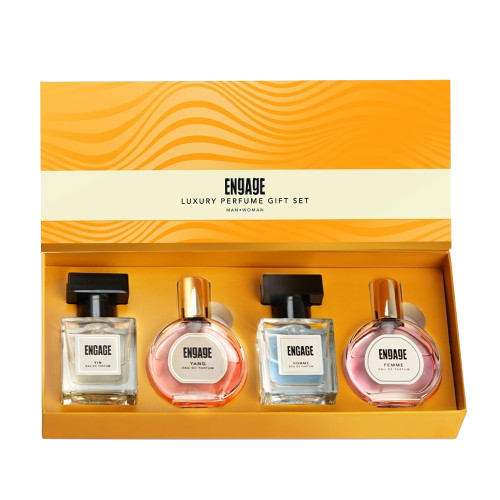 ENGAGE
LUXURY PERFUME GIFT SET
MAN+WOMAN
ENGAGE
YIN
EAU DE PARFUM
ENGAGE
YANG
EAU DE PARFUM
ENGAGE
HOMME
EAU DE PARFUM
ENGAGE
FEMME
EAU DE PARFUM